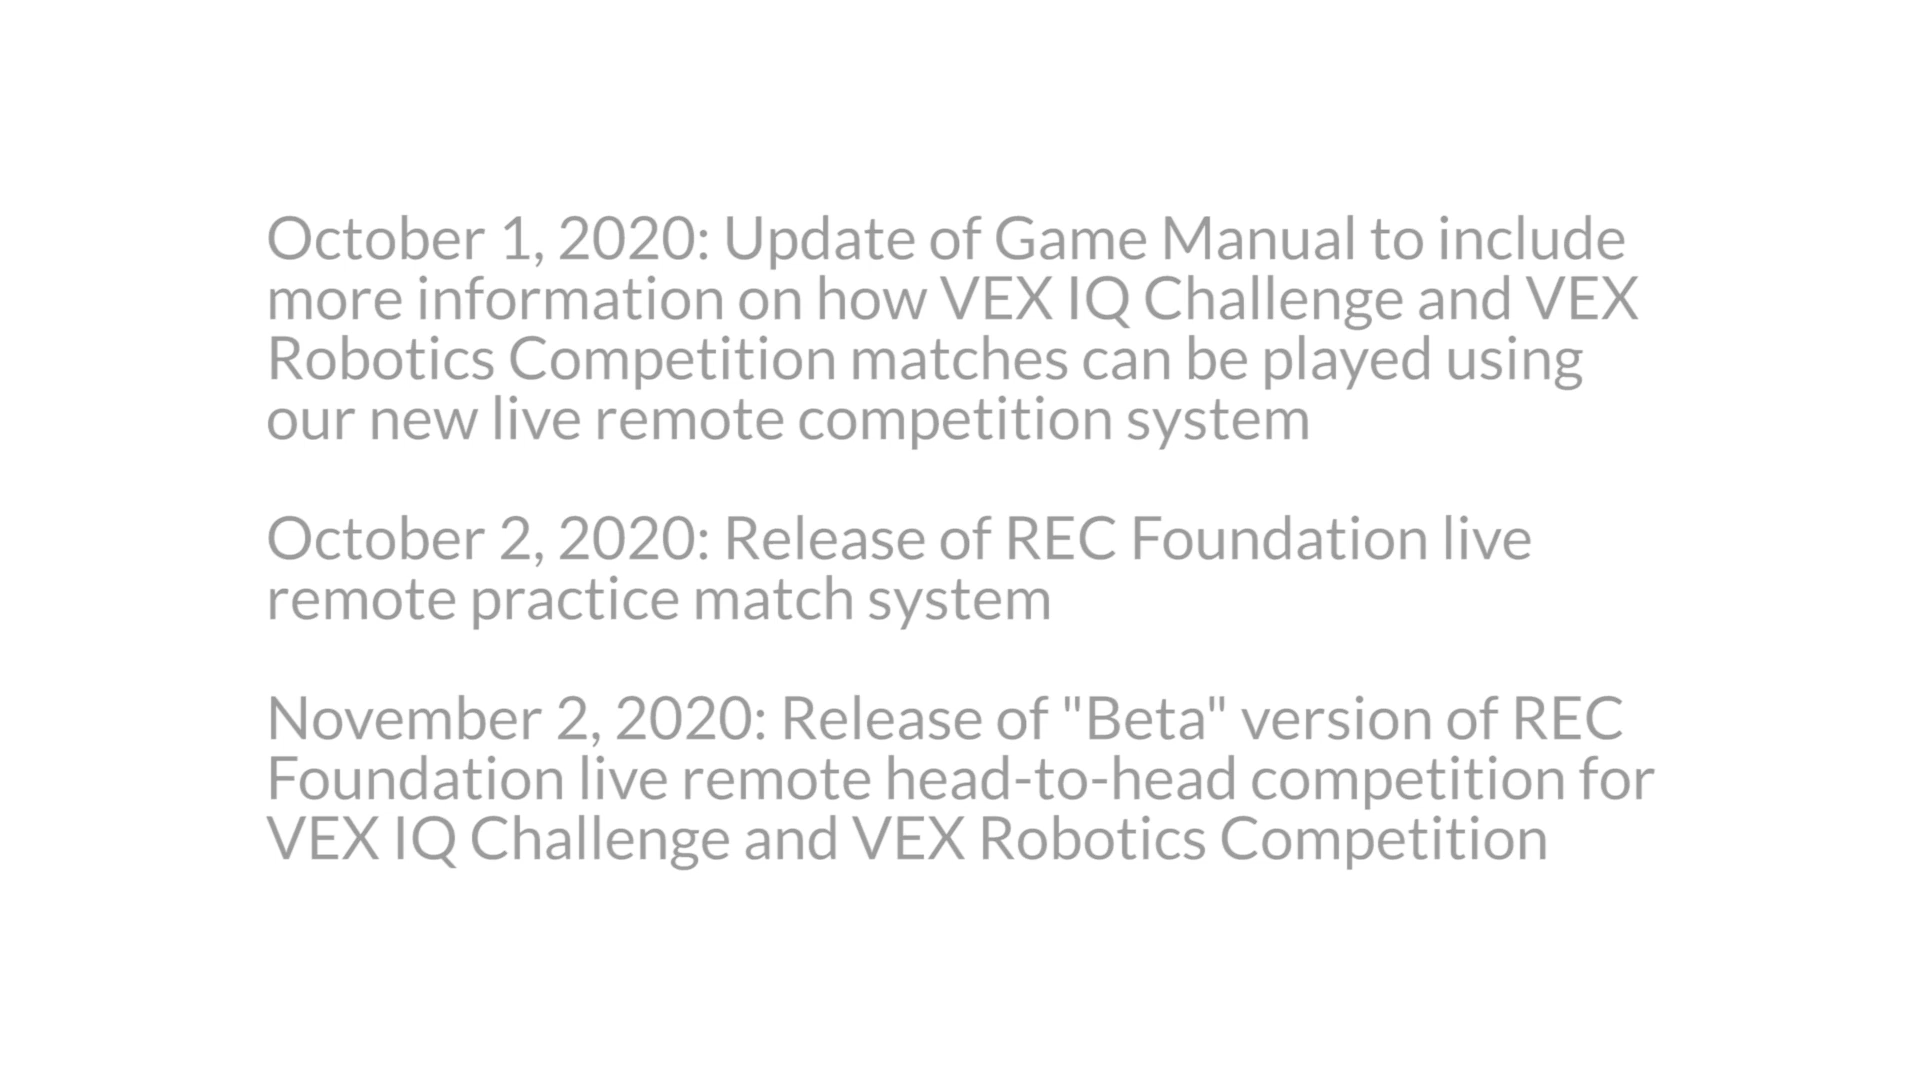 October 1, 2020: Update of Game Manual to include
more information on how VEX IQ Challenge and VEX
Robotics Competition matches can be played using
our new live remote competition system
October 2, 2020: Release of REC Foundation live
remote practice match system
November 2, 2020: Release of "Beta" version of REC
Foundation live remote head-to-head competition for
VEX IQ Challenge and VEX Robotics Competition